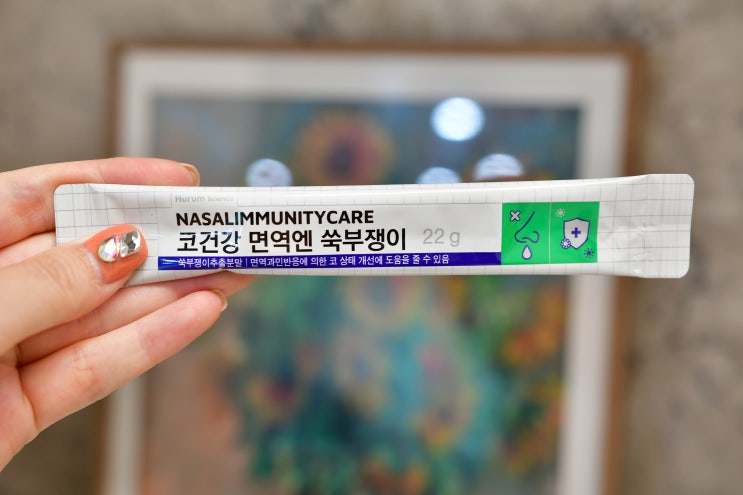 Hurum Science
NASALIMMUNITYCARE
코건강 면역엔 쑥부쟁이 22 g
쑥부쟁이추출분말 | 면역과민반응에 의한 코 상태 개선에 도움을 줄 수 있음